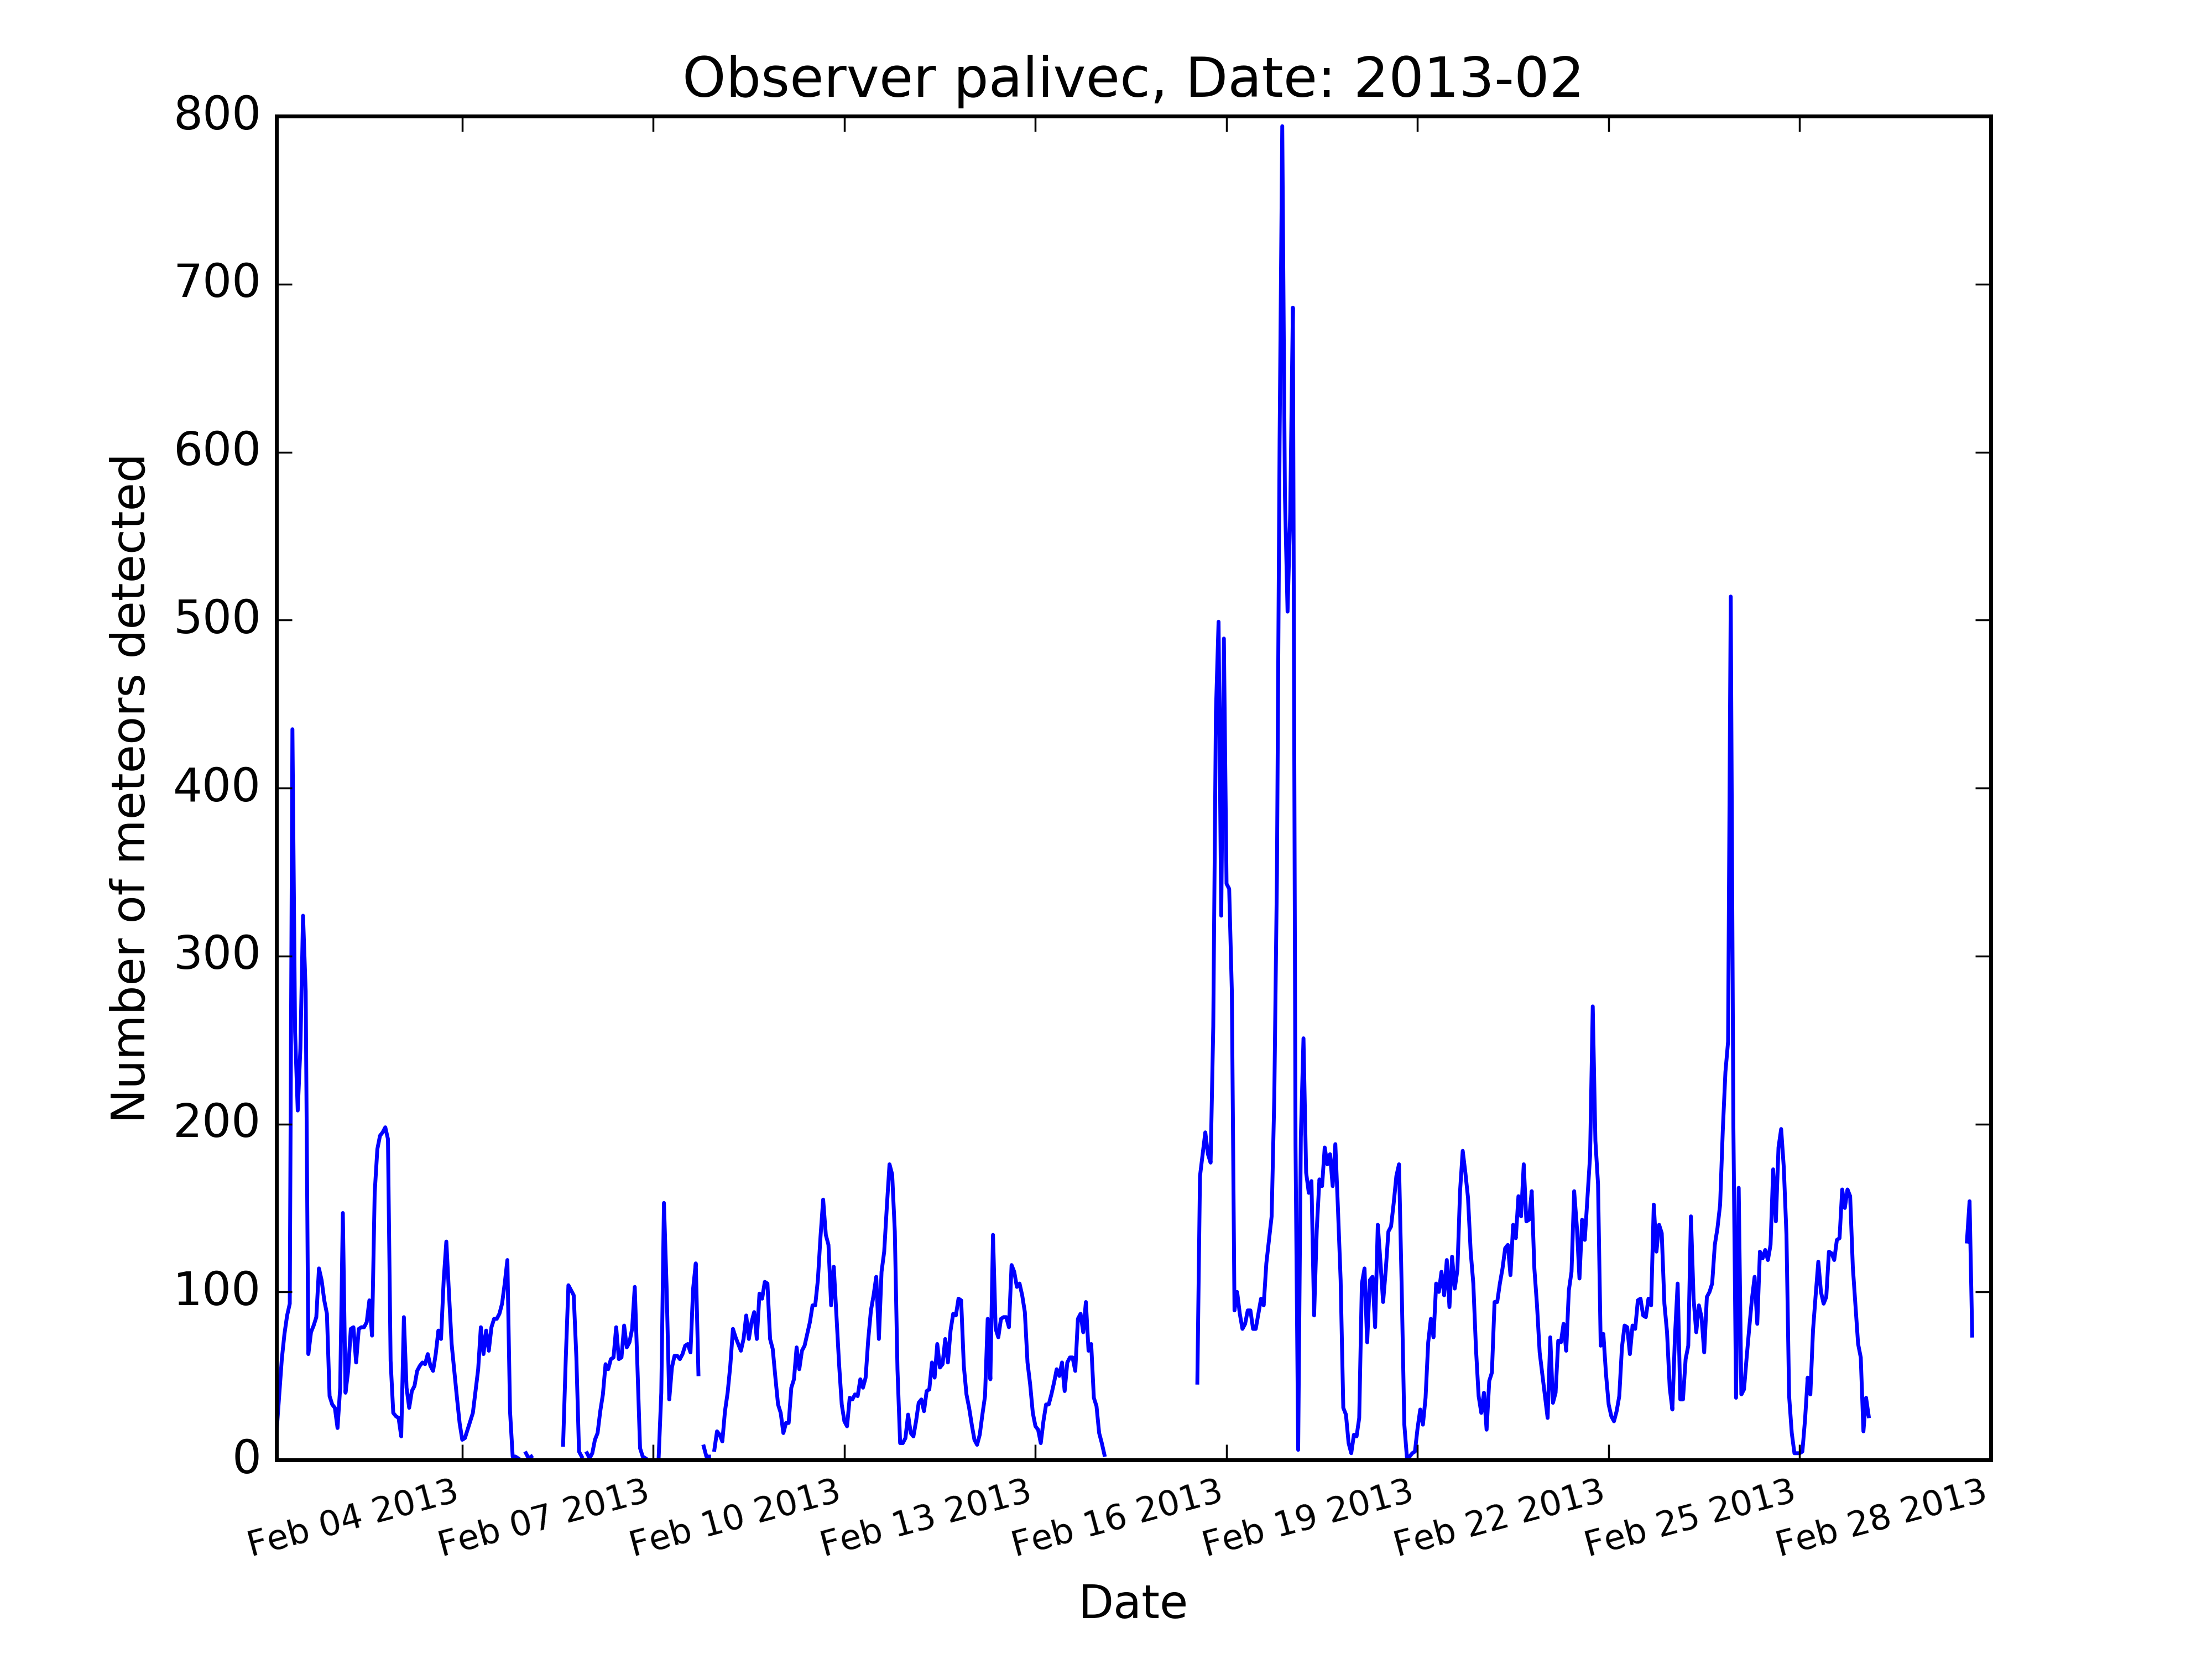 Observer palivec, Date: 2013-02
800
700
600
500
400
300
200
100
0
Number of meteors detected
Feb 04 2013
Feb 07 2013
Feb 10 2013
Feb 13 2013
Feb 16 2013
Feb 19 2013
Feb 22 2013
Feb 25 2013
Feb 28 2013
Date